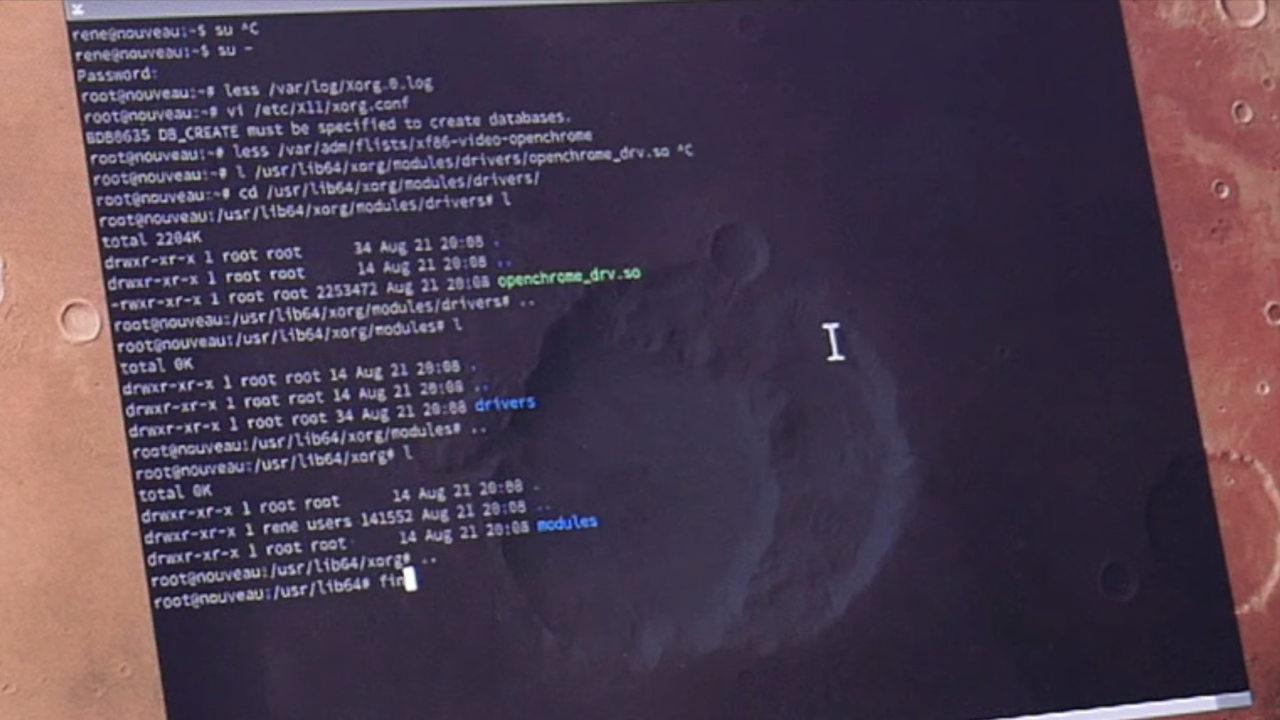 rene@nouveau:~$ su ^C
rene@nouveau:~$ su -
Password:
root@nouveau:~# less /var/log/Xorg.0.log
root@nouveau:~# vi /etc/X11/xorg.conf
BDB0635 DB_CREATE must be specified to create databases.
root@nouveau:~# less /var/adm/flists/xf86-video-openchrome
root@nouveau:~# l /usr/lib64/xorg/modules/drivers/openchrome_drv.so ^C
root@nouveau:~# cd /usr/lib64/xorg/modules/drivers/
root@nouveau:/usr/lib64/xorg/modules/drivers# l
total 2204K
drwxr-xr-x 1 root root 34 Aug 21 20:08 .
drwxr-xr-x 1 root root 14 Aug 21 20:08 ..
-rwxr-xr-x 1 root root 2253472 Aug 21 20:08 openchrome_drv.so
root@nouveau:/usr/lib64/xorg/modules/drivers# ..
root@nouveau:/usr/lib64/xorg/modules# l
total 0K
drwxr-xr-x 1 root root 14 Aug 21 20:08 .
drwxr-xr-x 1 root root 14 Aug 21 20:08 ..
drwxr-xr-x 1 root root 34 Aug 21 20:08 drivers
root@nouveau:/usr/lib64/xorg/modules# ..
root@nouveau:/usr/lib64/xorg# l
total 0K
drwxr-xr-x 1 root root 14 Aug 21 20:08 .
drwxr-xr-x 1 rene users 141552 Aug 21 20:08 ..
drwxr-xr-x 1 root root 14 Aug 21 20:08 modules
root@nouveau:/usr/lib64/xorg# ..
root@nouveau:/usr/lib64# fin